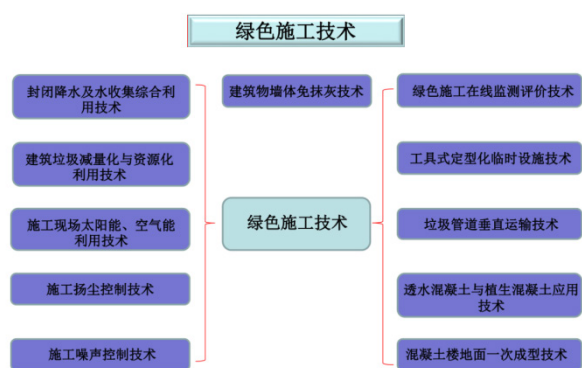 绿色施工技术
封闭降水及水收集综合利
用技术
建筑垃圾减量化与资源化
利用技术
施工现场太阳能、空气能
利用技术
施工扬尘控制技术
施工噪声控制技术
建筑物墙体免抹灰技术
绿色施工技术
绿色施工在线监测评价技术
工具式定型化临时设施技术
垃圾管道垂直运输技术
透水混凝土与植生混凝土应用
技术
混凝土楼地面一次成型技术